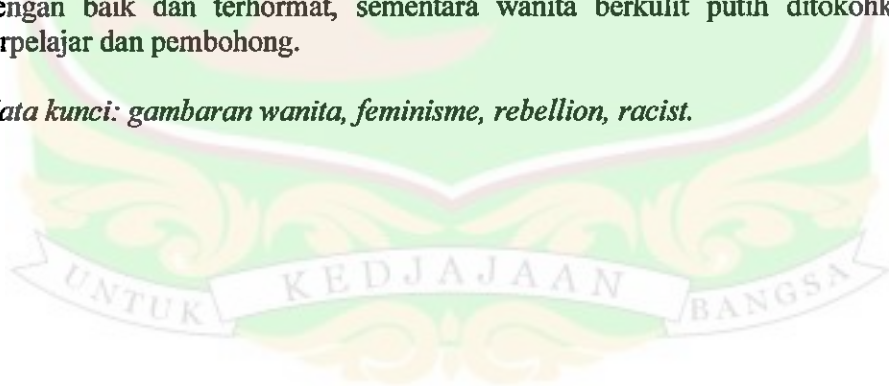 engan baik dan terhormat, sementara wanita berkulit putih ditokohk
rpelajar dan pembohong.
ata kunci: gambaran wanita, feminisme, rebellion, racist.
UNTUK KEDJAJAAN BANGSA